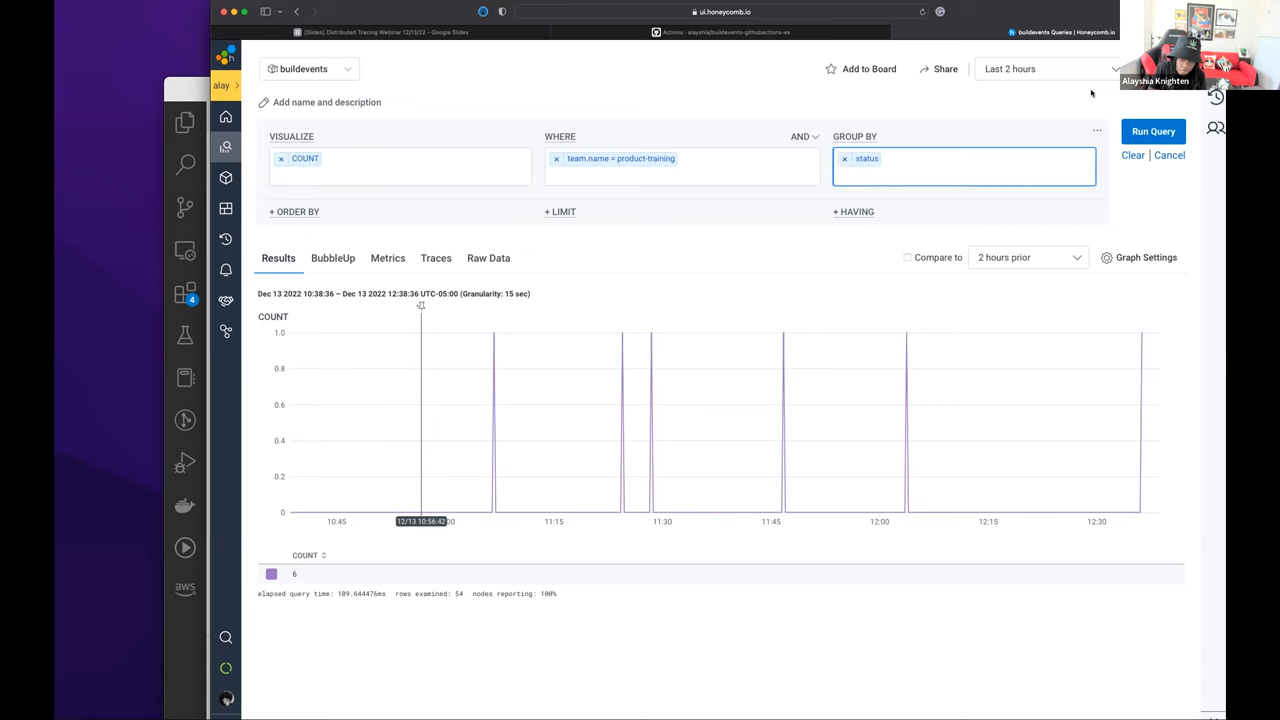 ui.honeycomb.io
[Slides] Distributed Tracing Webinar 12/13/22 - Google Slides
Actions · alayshia/buildevents-githubactions-ex
buildevents Queries | Honeycomb.io
Alayshia Knighten
h
alay
buildevents
Add to Board
Share
Last 2 hours
Add name and description
VISUALIZE
WHERE
AND
GROUP BY
Run Query
COUNT
team.name = product-training
status
Clear | Cancel
+ ORDER BY
+ LIMIT
+ HAVING
Results
BubbleUp
Metrics
Traces
Raw Data
Compare to
2 hours prior
Graph Settings
Dec 13 2022 10:38:36 – Dec 13 2022 12:38:36 UTC-05:00 (Granularity: 15 sec)
COUNT
1.0
0.8
0.6
0.4
0.2
0
10:45
12/13 10:56:42
:00
11:15
11:30
11:45
12:00
12:15
12:30
COUNT
6
elapsed query time: 109.644476ms rows examined: 54 nodes reporting: 100%
4
aws